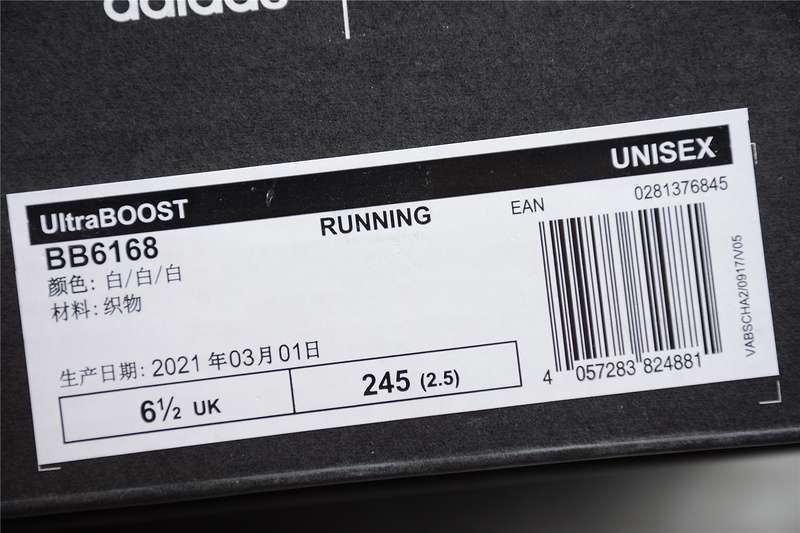 adidas
UltraBOOST
UNISEX
BB6168
RUNNING
EAN
0281376845
颜色: 白/白/白
材料: 织物
生产日期: 2021 年03月01日
6½ UK
245 (2.5)
4 057283 824881
VABSCHA2/0917/V05